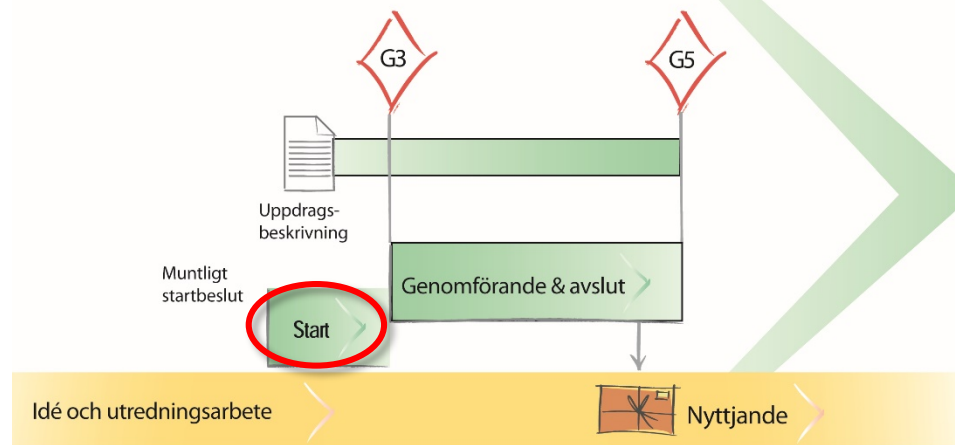 G3
G5
Uppdrags-
beskrivning
Muntligt
startbeslut
Genomförande & avslut
Start
Idé och utredningsarbete
Nyttjande